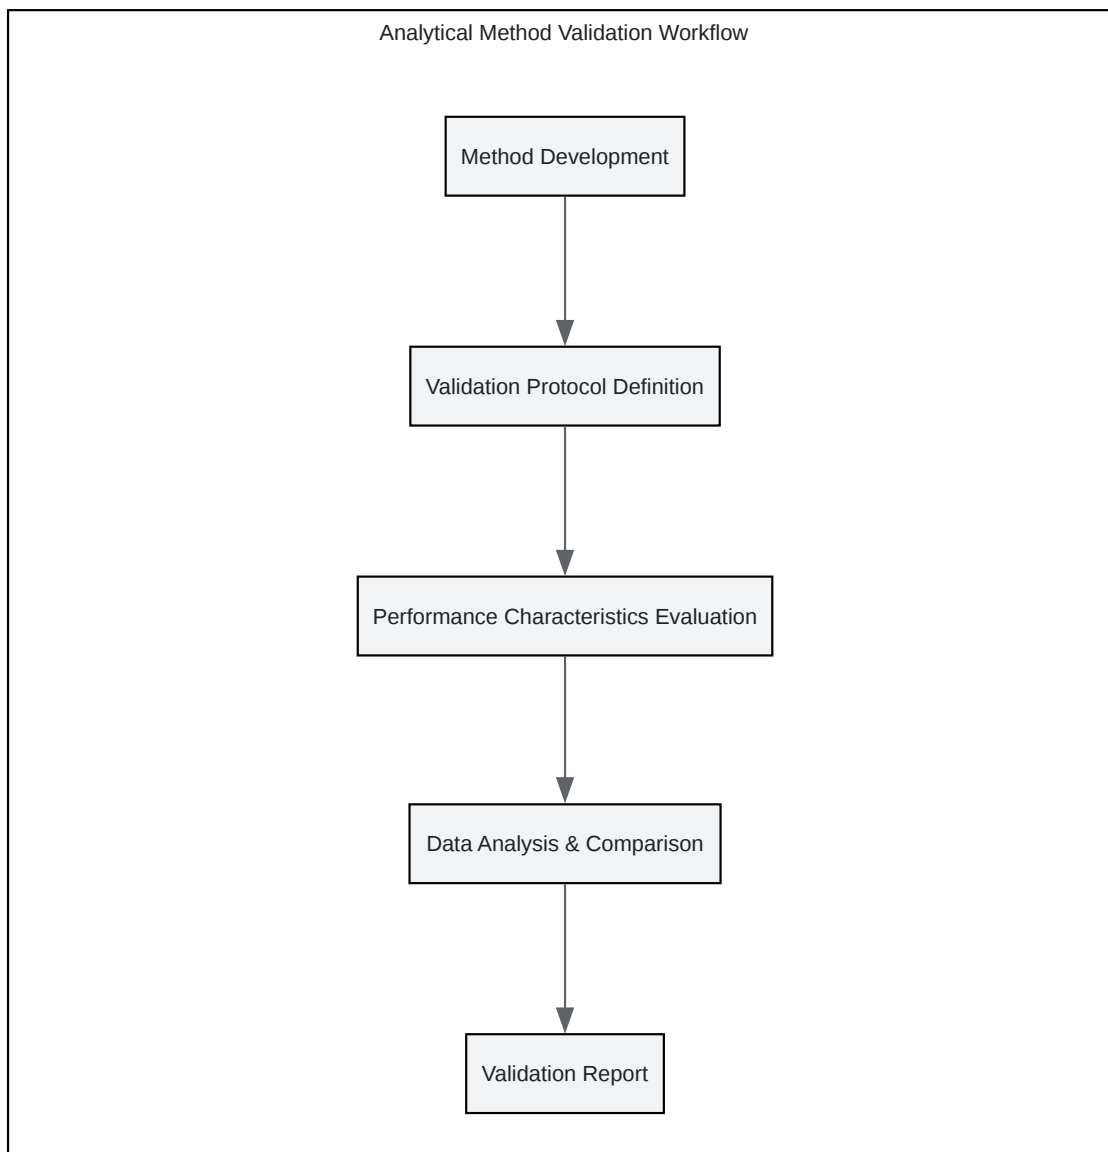 Analytical Method Validation Workflow
Method Development
Validation Protocol Definition
Performance Characteristics Evaluation
Data Analysis & Comparison
Validation Report